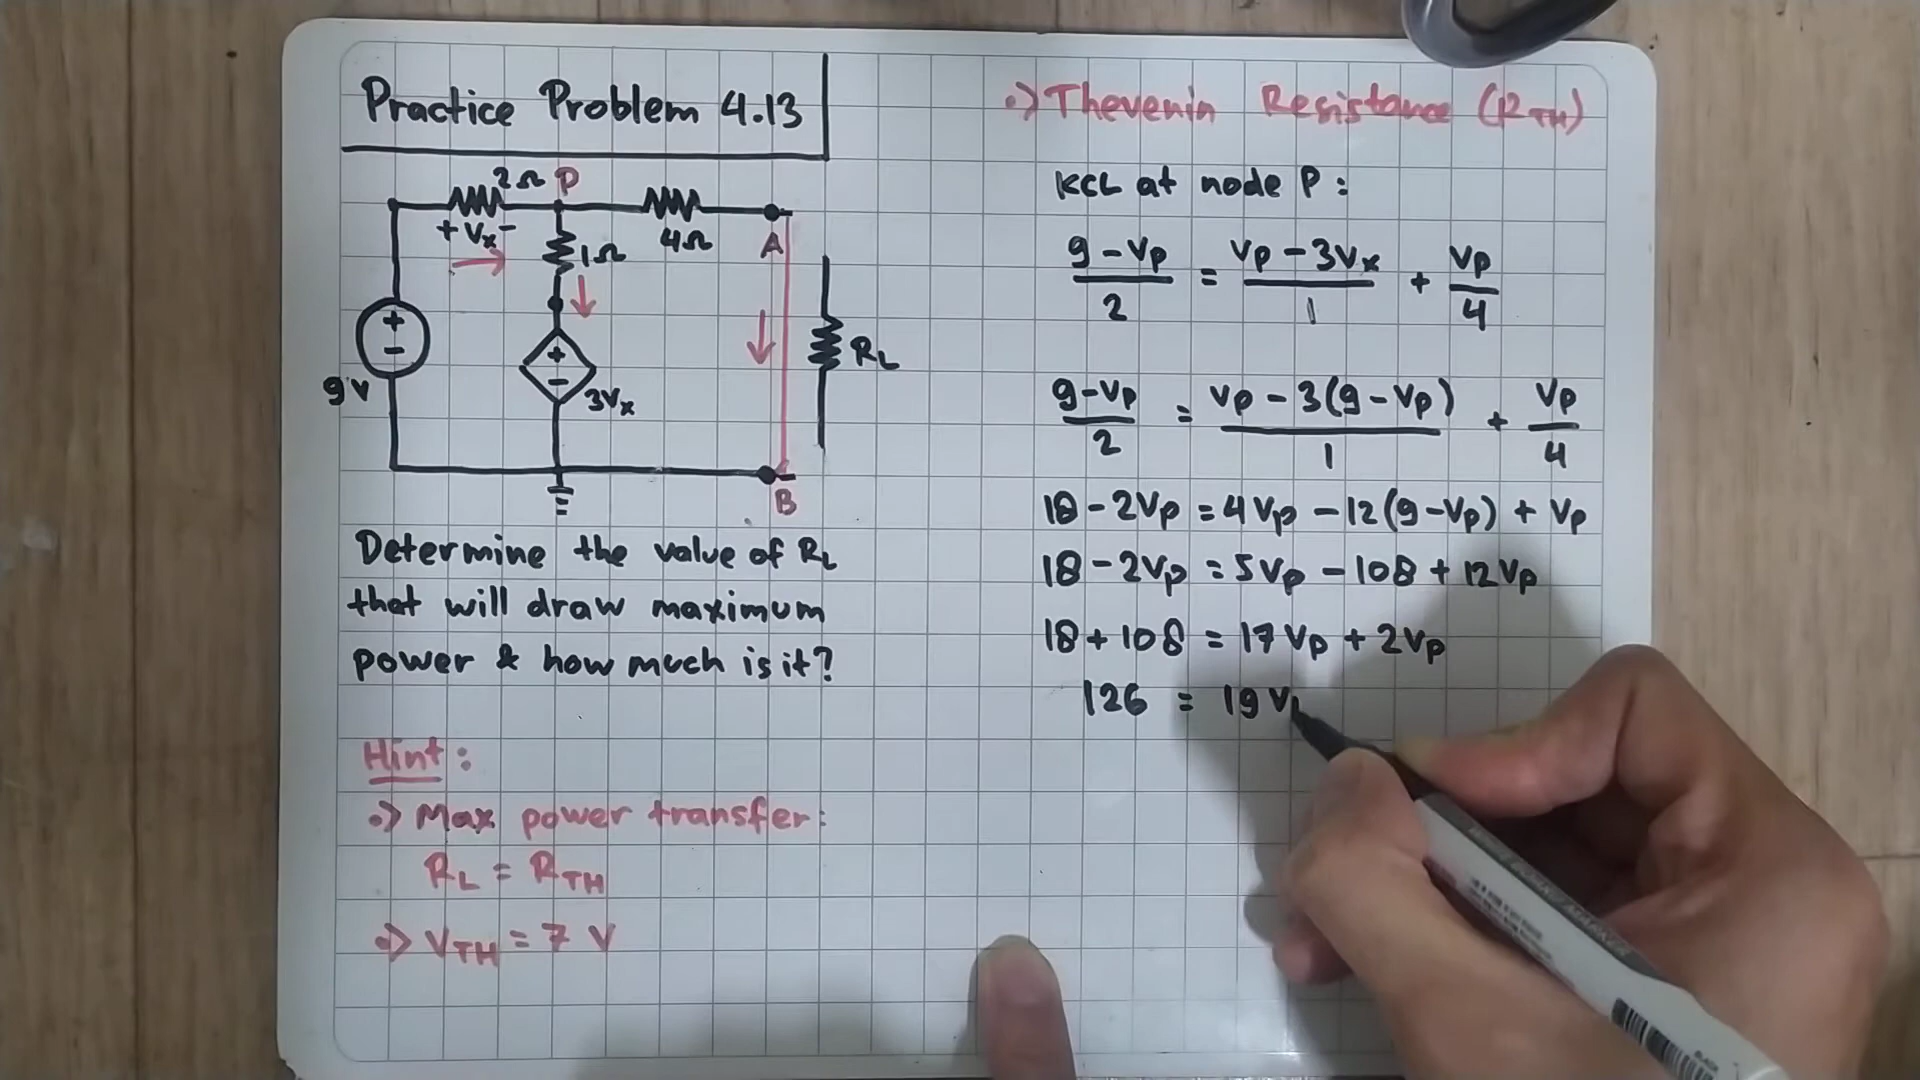 Practice Problem 4.13
2Ω P
+ Vx -
1Ω
4Ω
A
+
-
9V
+
-
3Vx
RL
B
Determine the value of RL
that will draw maximum
power & how much is it?
Hint:
•) Max power transfer:
RL = RTH
•) VTH = 7 V
•) Thevenin Resistance (RTH)
KCL at node P:
9 - Vp / 2 = Vp - 3Vx / 1 + Vp / 4
9 - Vp / 2 = Vp - 3(9 - Vp) / 1 + Vp / 4
18 - 2Vp = 4Vp - 12(9 - Vp) + Vp
18 - 2Vp = 5Vp - 108 + 12Vp
18 + 108 = 17Vp + 2Vp
126 = 19V